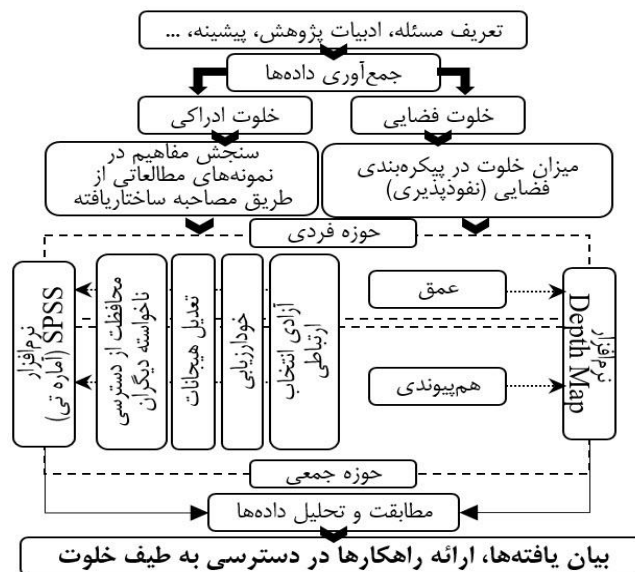 تعریف مسئله، ادبیات پژوهش، پیشینه، ...
جمع‌آوری داده‌ها
خلوت فضایی
خلوت ادراکی
میزان خلوت در پیکره‌بندی
فضایی (نفوذپذیری)
سنجش مفاهیم در
نمونه‌های مطالعاتی از
طریق مصاحبه ساختاریافته
حوزه فردی
نرم‌افزار
Depth Map
عمق
هم‌پیوندی
آزادی انتخاب
ارتباطی
خودارزیابی
تعدیل هیجانات
محافظت از دسترسی
ناخواسته دیگران
نرم‌افزار
SPSS (آماره تی)
حوزه جمعی
مطابقت و تحلیل داده‌ها
بیان یافته‌ها، ارائه راهکارها در دسترسی به طیف خلوت